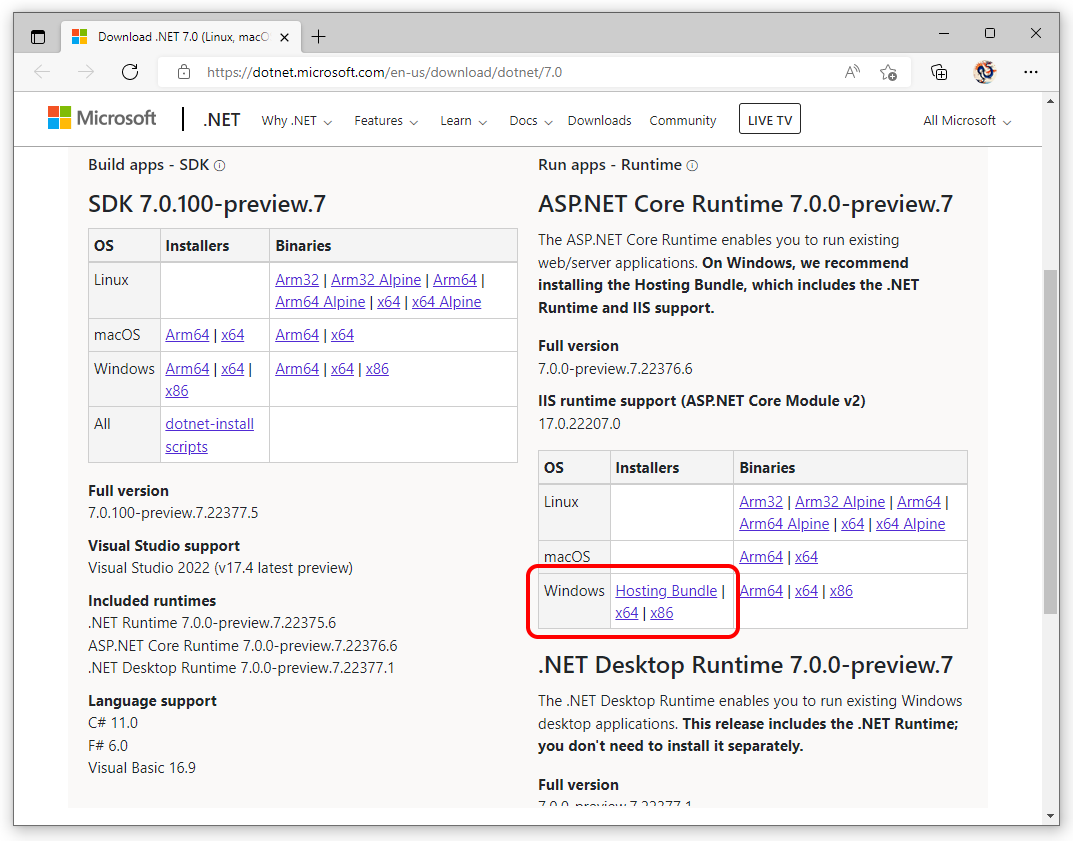 Download .NET 7.0 (Linux, macO
https://dotnet.microsoft.com/en-us/download/dotnet/7.0
Microsoft
.NET
Why .NET
Features
Learn
Docs
Downloads
Community
LIVE TV
All Microsoft
Build apps - SDK
SDK 7.0.100-preview.7
OS Installers Binaries
Linux Arm32 | Arm32 Alpine | Arm64 |
Arm64 Alpine | x64 | x64 Alpine
macOS Arm64 | x64 Arm64 | x64
Windows Arm64 | x64 | Arm64 | x64 | x86
x86
All dotnet-install
scripts
Full version
7.0.100-preview.7.22377.5
Visual Studio support
Visual Studio 2022 (v17.4 latest preview)
Included runtimes
.NET Runtime 7.0.0-preview.7.22375.6
ASP.NET Core Runtime 7.0.0-preview.7.22376.6
.NET Desktop Runtime 7.0.0-preview.7.22377.1
Language support
C# 11.0
F# 6.0
Visual Basic 16.9
Run apps - Runtime
ASP.NET Core Runtime 7.0.0-preview.7
The ASP.NET Core Runtime enables you to run existing
web/server applications. On Windows, we recommend
installing the Hosting Bundle, which includes the .NET
Runtime and IIS support.
Full version
7.0.0-preview.7.22376.6
IIS runtime support (ASP.NET Core Module v2)
17.0.22207.0
OS Installers Binaries
Linux Arm32 | Arm32 Alpine | Arm64 |
Arm64 Alpine | x64 | x64 Alpine
macOS Arm64 | x64
Windows Hosting Bundle | Arm64 | x64 | x86
x64 | x86
.NET Desktop Runtime 7.0.0-preview.7
The .NET Desktop Runtime enables you to run existing Windows
desktop applications. This release includes the .NET Runtime;
you don't need to install it separately.
Full version
7.0.0-preview.7.22377.1